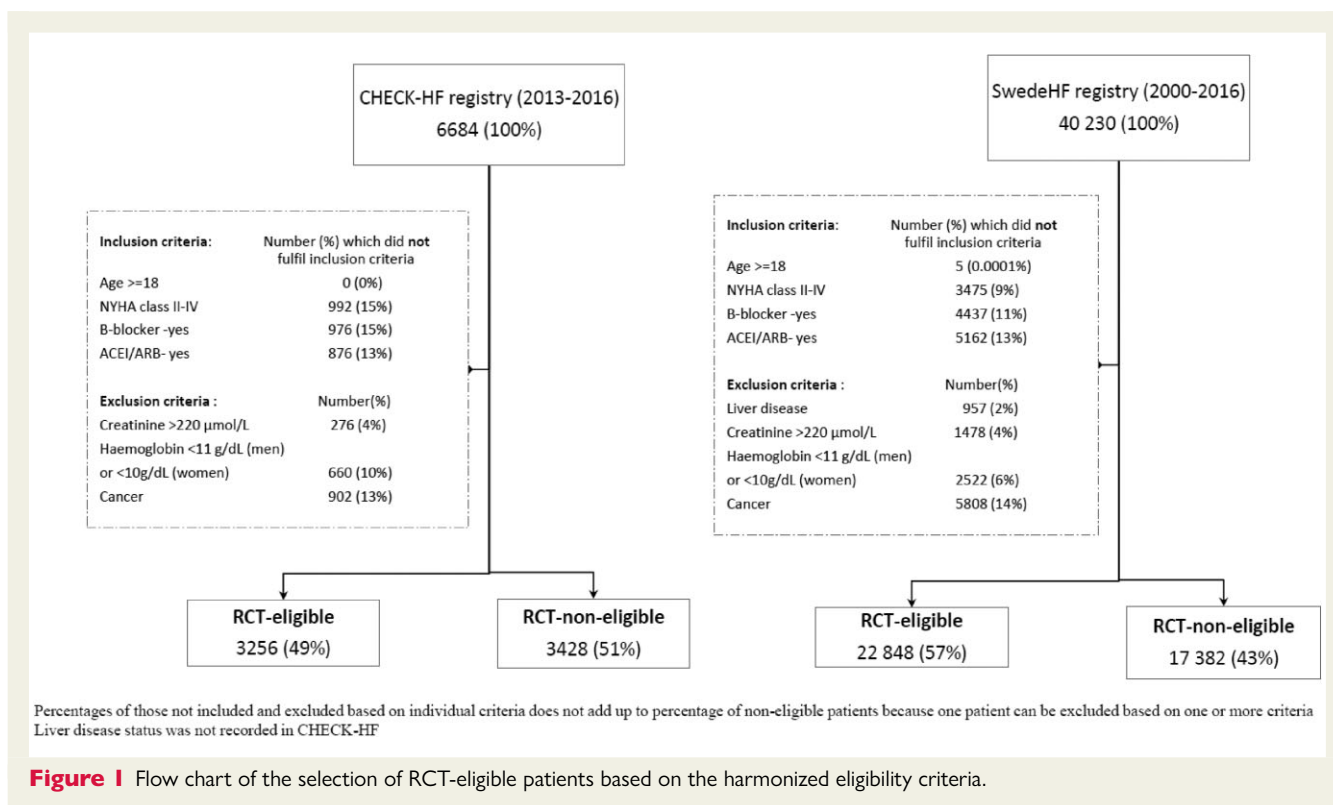 CHECK-HF registry (2013-2016)
6684 (100%)
Inclusion criteria: Number (%) which did not
fulfil inclusion criteria
Age >=18 0 (0%)
NYHA class II-IV 992 (15%)
B-blocker -yes 976 (15%)
ACEI/ARB- yes 876 (13%)
Exclusion criteria : Number(%)
Creatinine >220 µmol/L 276 (4%)
Haemoglobin <11 g/dL (men)
or <10g/dL (women) 660 (10%)
Cancer 902 (13%)
RCT-eligible
3256 (49%)
RCT-non-eligible
3428 (51%)
SwedeHF registry (2000-2016)
40 230 (100%)
Inclusion criteria: Number (%) which did not
fulfil inclusion criteria
Age >=18 5 (0.0001%)
NYHA class II-IV 3475 (9%)
B-blocker -yes 4437 (11%)
ACEI/ARB- yes 5162 (13%)
Exclusion criteria : Number(%)
Liver disease 957 (2%)
Creatinine >220 µmol/L 1478 (4%)
Haemoglobin <11 g/dL (men)
or <10g/dL (women) 2522 (6%)
Cancer 5808 (14%)
RCT-eligible
22 848 (57%)
RCT-non-eligible
17 382 (43%)
Percentages of those not included and excluded based on individual criteria does not add up to percentage of non-eligible patients because one patient can be excluded based on one or more criteria
Liver disease status was not recorded in CHECK-HF
Figure 1 Flow chart of the selection of RCT-eligible patients based on the harmonized eligibility criteria.